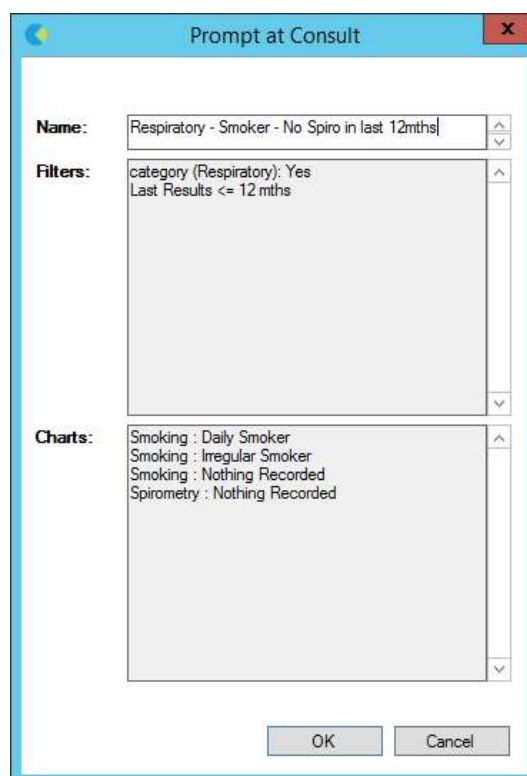 Prompt at Consult
x
Name:
Respiratory - Smoker - No Spiro in last 12mths
Filters:
category (Respiratory): Yes
Last Results <= 12 mths
Charts:
Smoking : Daily Smoker
Smoking : Irregular Smoker
Smoking : Nothing Recorded
Spirometry : Nothing Recorded
OK
Cancel